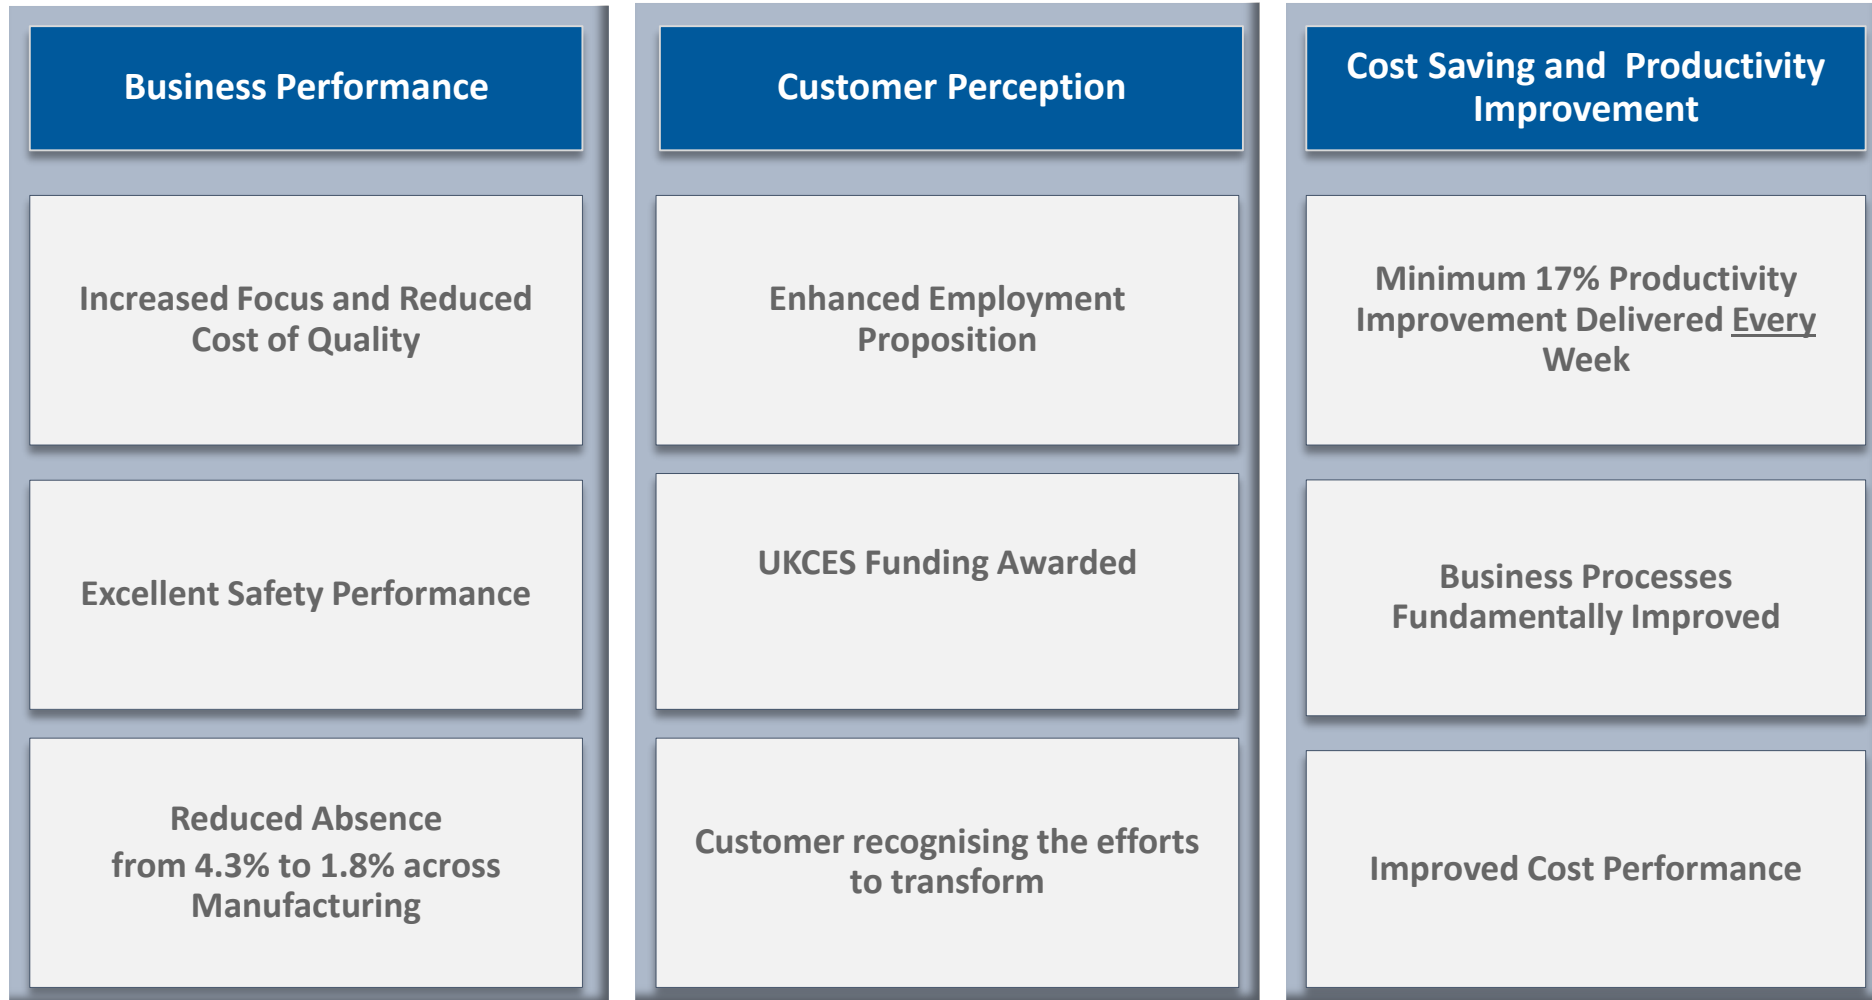 Business Performance
Increased Focus and Reduced
Cost of Quality
Excellent Safety Performance
Reduced Absence
from 4.3% to 1.8% across
Manufacturing
Customer Perception
Enhanced Employment
Proposition
UKCES Funding Awarded
Customer recognising the efforts
to transform
Cost Saving and Productivity
Improvement
Minimum 17% Productivity
Improvement Delivered Every
Week
Business Processes
Fundamentally Improved
Improved Cost Performance